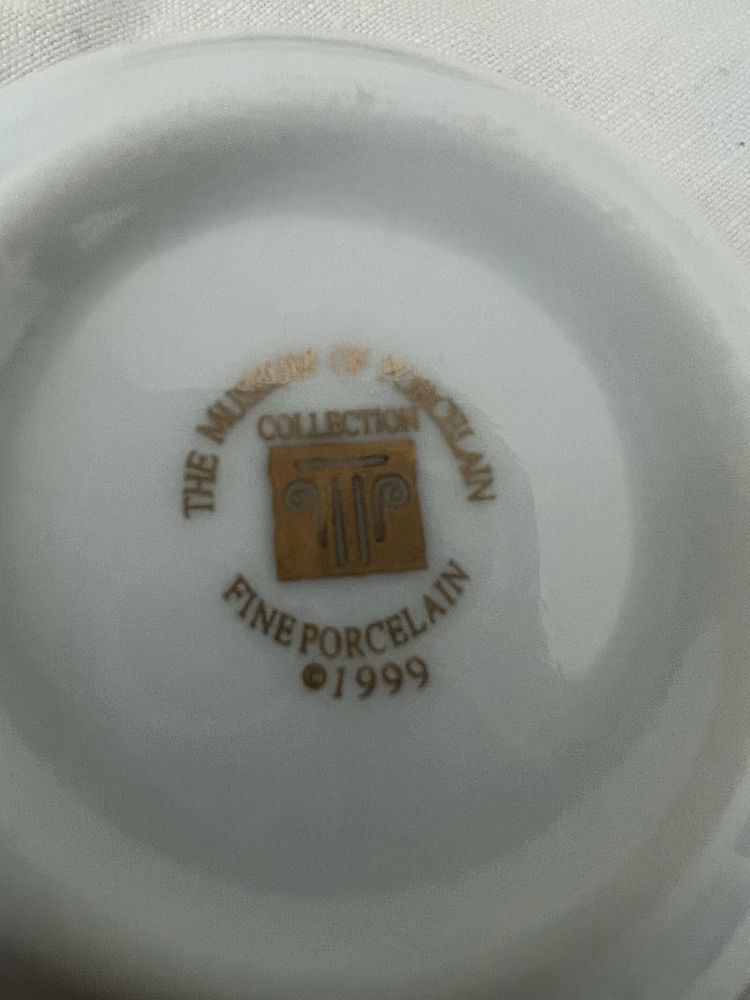 THE MUSEUM OF PORCELAIN
COLLECTION
FINE PORCELAIN
©1999